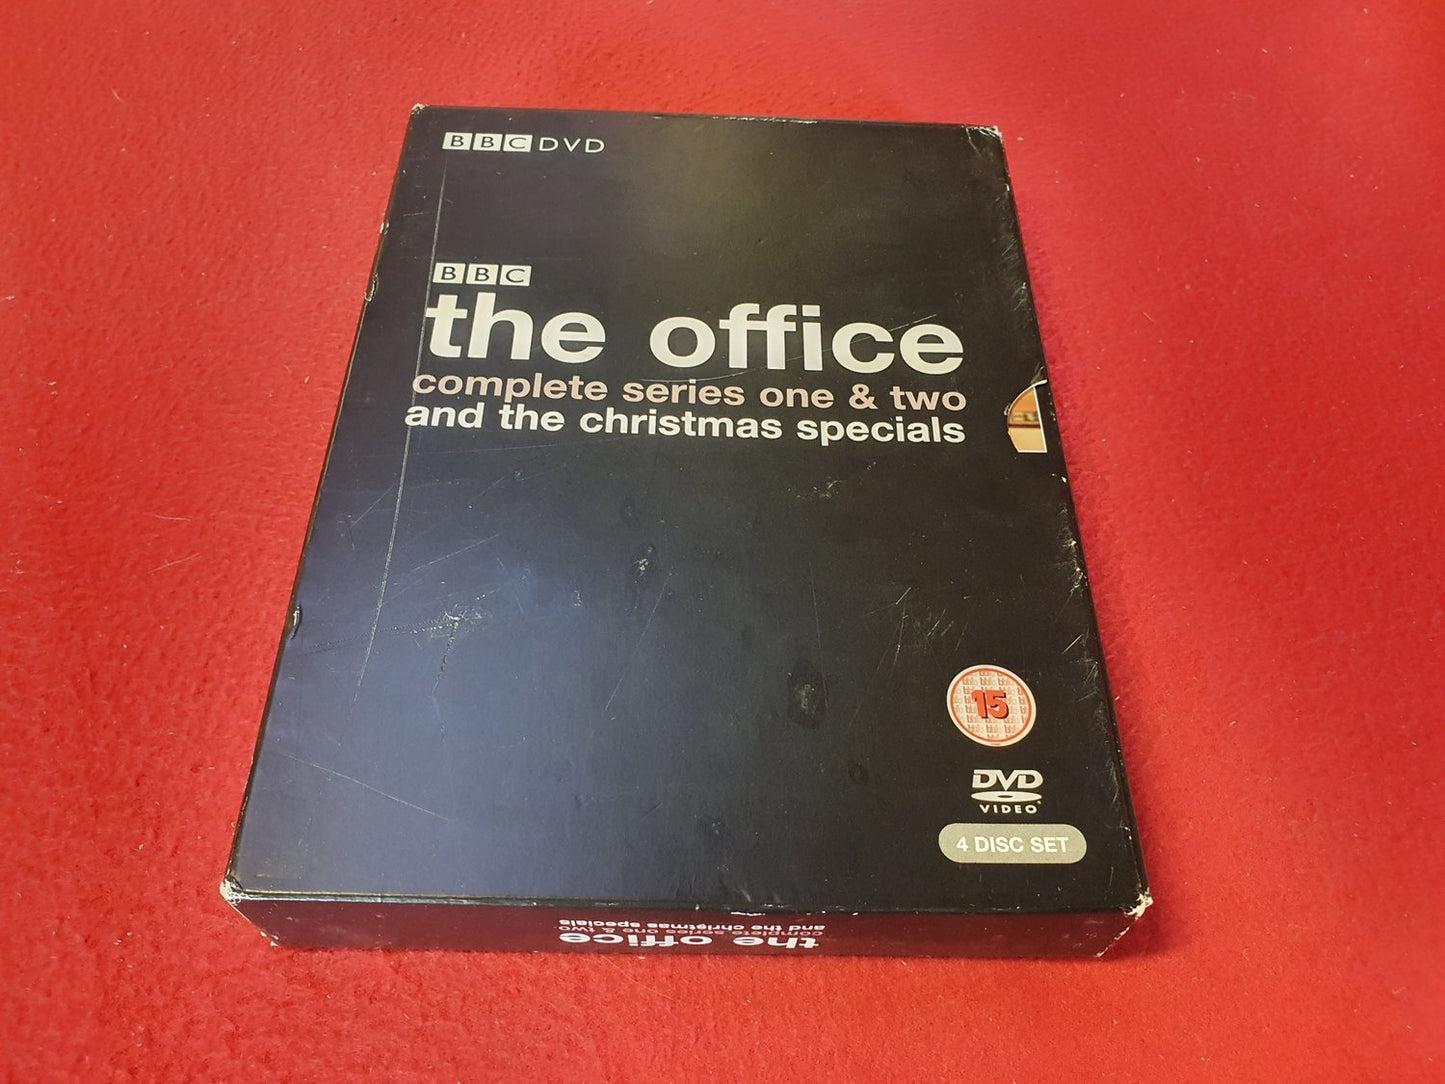 BBC DVD
BBC
the office
complete series one & two
and the christmas specials
15
DVD
VIDEO
4 DISC SET
the office
complete series one & two
and the christmas specials